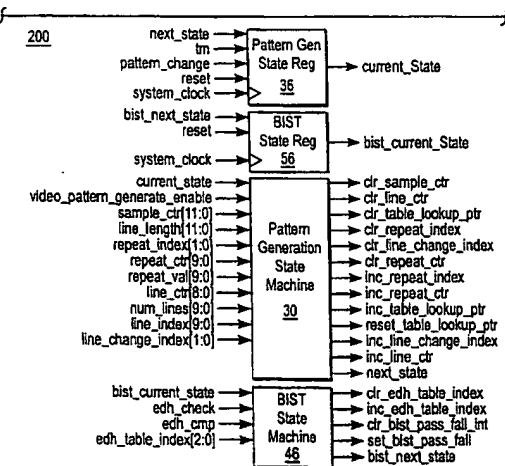 200
next_state
trn
pattern_change
reset
system_clock
Pattern Gen
State Reg
36
current_State
bist_next_state
reset
system_clock
BIST
State Reg
56
bist_current_State
current_state
video_pattern_generate_enable
sample_ctr[11:0]
line_length[11:0]
repeat_index[1:0]
repeat_ctr[9:0]
repeat_val[9:0]
line_ctr[8:0]
num_lines[9:0]
line_index[9:0]
line_change_index[1:0]
Pattern
Generation
State
Machine
30
clr_sample_ctr
clr_line_ctr
clr_table_lookup_ptr
clr_repeat_index
clr_line_change_index
clr_repeat_ctr
inc_repeat_index
inc_repeat_ctr
inc_table_lookup_ptr
reset_table_lookup_ptr
inc_line_change_index
inc_line_ctr
next_state
bist_current_state
edh_check
edh_cmp
edh_table_index[2:0]
BIST
State
Machine
46
clr_edh_table_index
inc_edh_table_index
clr_bist_pass_fail_int
set_bist_pass_fail
bist_next_state